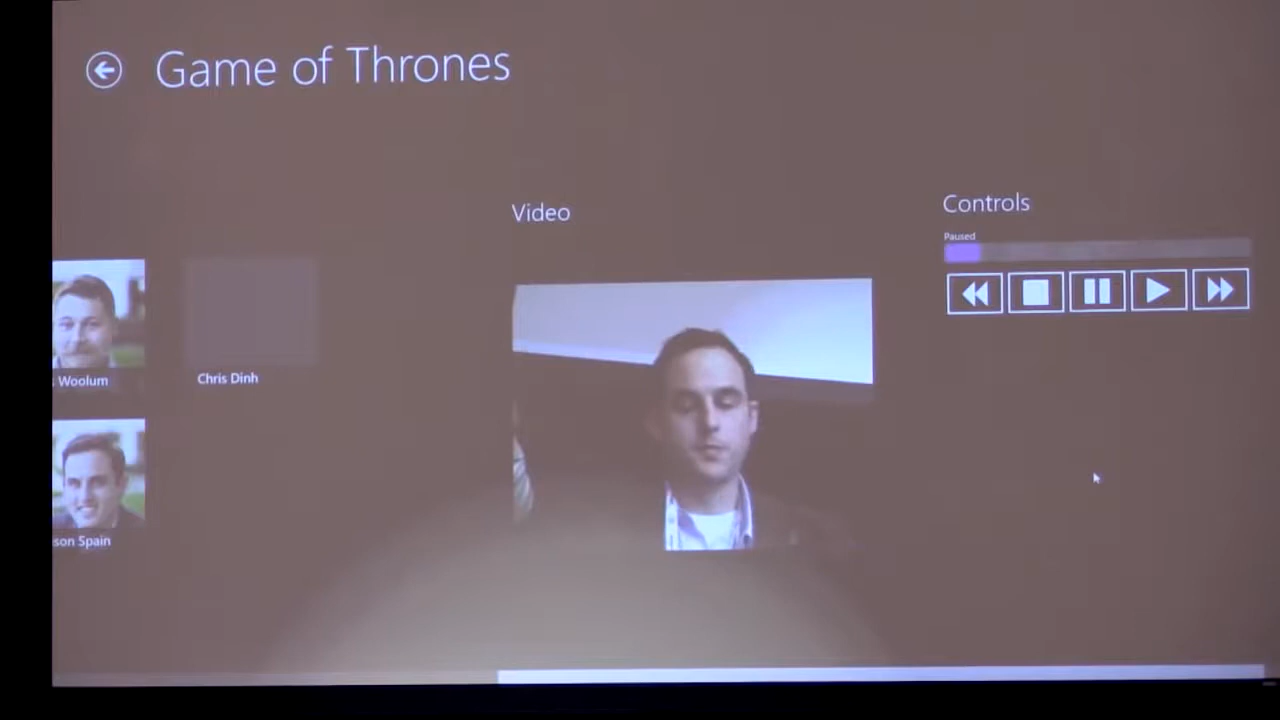 Game of Thrones
Video
Controls
Paused
Woolum
Chris Dinh
son Spain